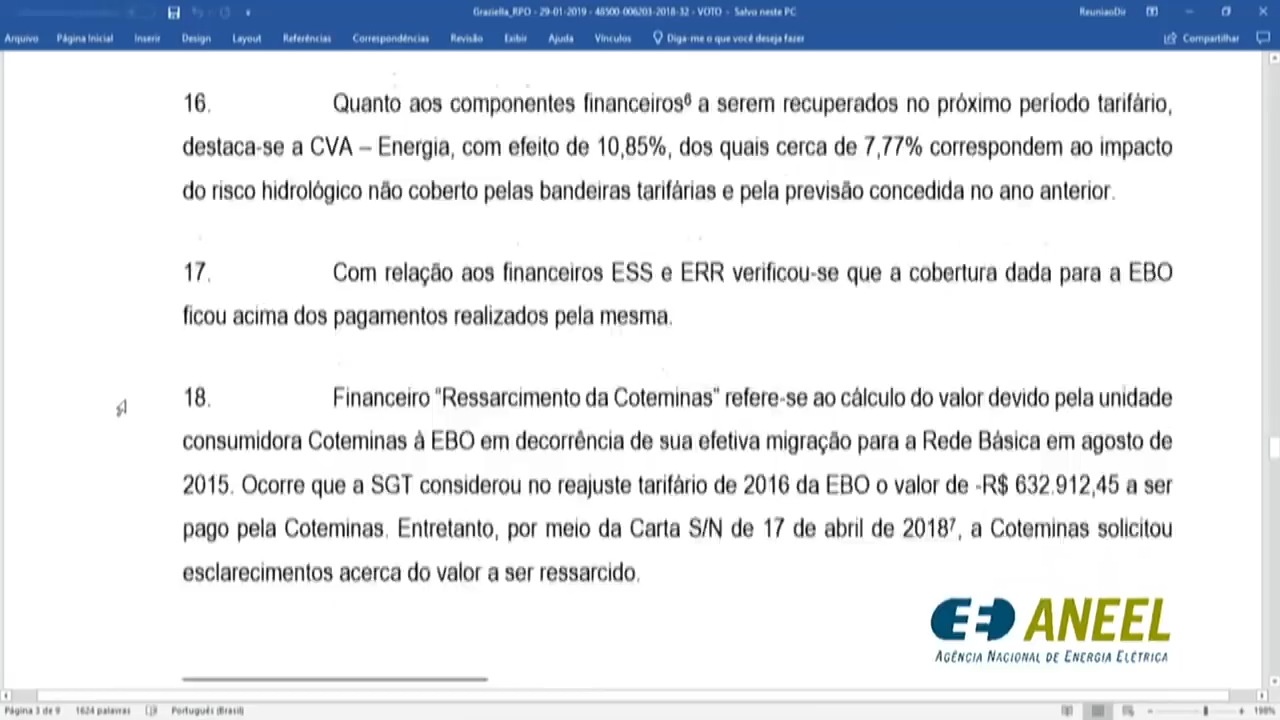 Graziella_RPO - 29-01-2019 - 48500-006203-2018-32 - VOTO - Salvo neste PC
ReuniaoDir
Arquivo Página Inicial Inserir Design Layout Referências Correspondências Revisão Exibir Ajuda Vínculos Diga-me o que você deseja fazer Compartilhar
16. Quanto aos componentes financeiros⁶ a serem recuperados no próximo período tarifário,
destaca-se a CVA – Energia, com efeito de 10,85%, dos quais cerca de 7,77% correspondem ao impacto
do risco hidrológico não coberto pelas bandeiras tarifárias e pela previsão concedida no ano anterior.
17. Com relação aos financeiros ESS e ERR verificou-se que a cobertura dada para a EBO
ficou acima dos pagamentos realizados pela mesma.
18. Financeiro “Ressarcimento da Coteminas” refere-se ao cálculo do valor devido pela unidade
consumidora Coteminas à EBO em decorrência de sua efetiva migração para a Rede Básica em agosto de
2015. Ocorre que a SGT considerou no reajuste tarifário de 2016 da EBO o valor de -R$ 632.912,45 a ser
pago pela Coteminas. Entretanto, por meio da Carta S/N de 17 de abril de 2018⁷, a Coteminas solicitou
esclarecimentos acerca do valor a ser ressarcido.
ANEEL
AGÊNCIA NACIONAL DE ENERGIA ELÉTRICA
Página 3 de 9 1624 palavras Português (Brasil) 198%